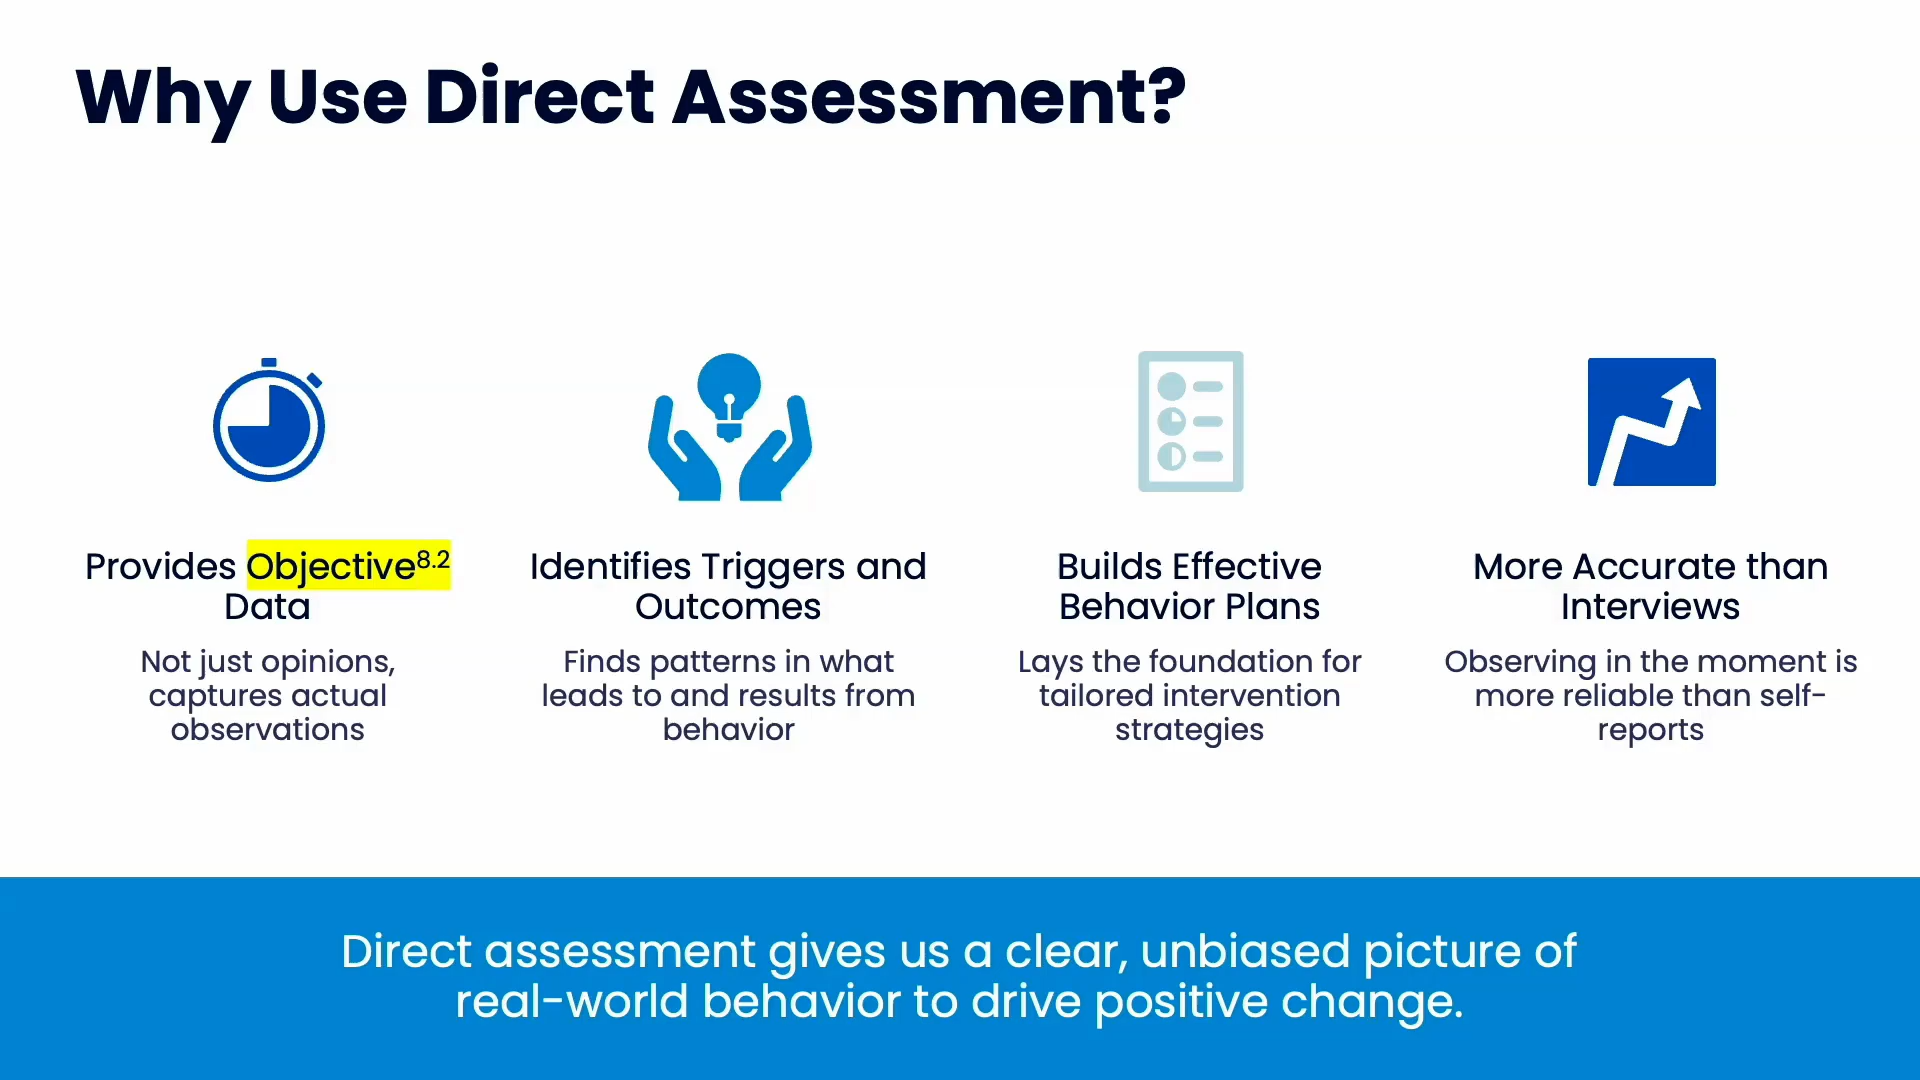 Why Use Direct Assessment?
Provides Objective8.2
Data
Not just opinions,
captures actual
observations
Identifies Triggers and
Outcomes
Finds patterns in what
leads to and results from
behavior
Builds Effective
Behavior Plans
Lays the foundation for
tailored intervention
strategies
More Accurate than
Interviews
Observing in the moment is
more reliable than self-
reports
Direct assessment gives us a clear, unbiased picture of
real-world behavior to drive positive change.